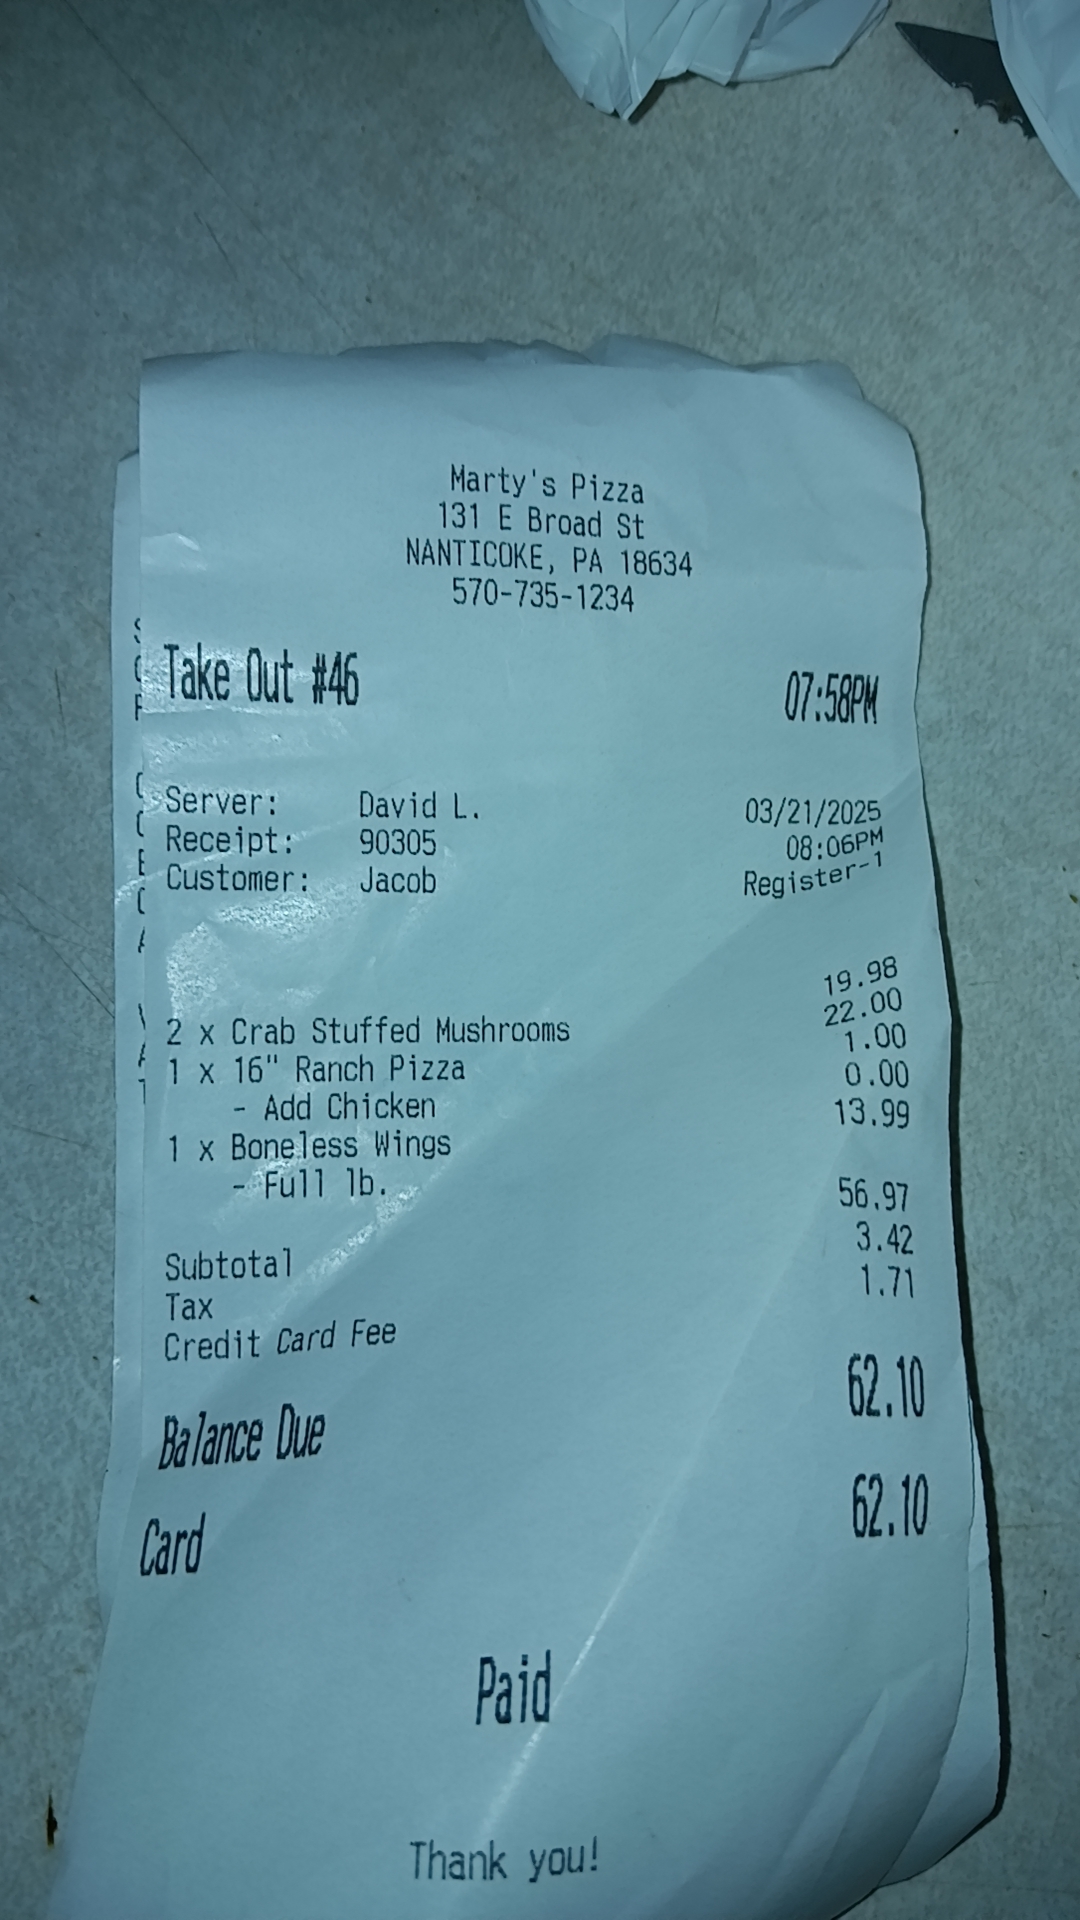 Marty's Pizza
131 E Broad St
NANTICOKE, PA 18634
570-735-1234
Take Out #46 07:58PM
Server: David L. 03/21/2025
Receipt: 90305 08:06PM
Customer: Jacob Register-1
2 x Crab Stuffed Mushrooms 19.98
1 x 16" Ranch Pizza 22.00
- Add Chicken 1.00
1 x Boneless Wings 0.00
- Full lb. 13.99
Subtotal 56.97
Tax 3.42
Credit Card Fee 1.71
Balance Due 62.10
Card 62.10
Paid
Thank you!